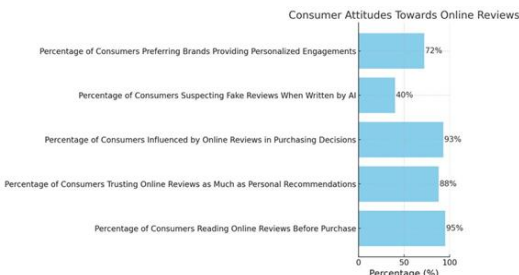 Consumer Attitudes Towards Online Reviews
Percentage of Consumers Preferring Brands Providing Personalized Engagements
72%
Percentage of Consumers Suspecting Fake Reviews When Written by AI
40%
Percentage of Consumers Influenced by Online Reviews in Purchasing Decisions
93%
Percentage of Consumers Trusting Online Reviews as Much as Personal Recommendations
88%
Percentage of Consumers Reading Online Reviews Before Purchase
95%
0 50 100
Percentage (%)